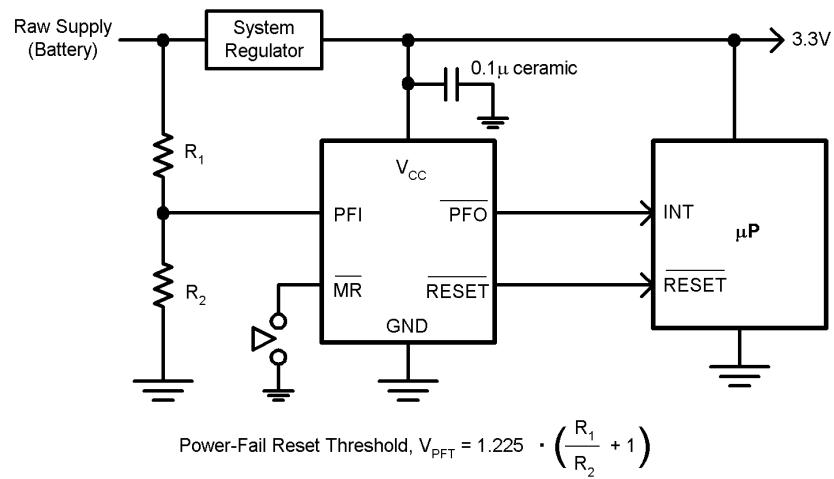 Raw Supply
(Battery)
System
Regulator
3.3V
0.1μ ceramic
R1
VCC
PFI
PFO
INT
μP
R2
MR
RESET
RESET
GND
Power-Fail Reset Threshold, VPFT = 1.225 · (R1/R2 + 1)